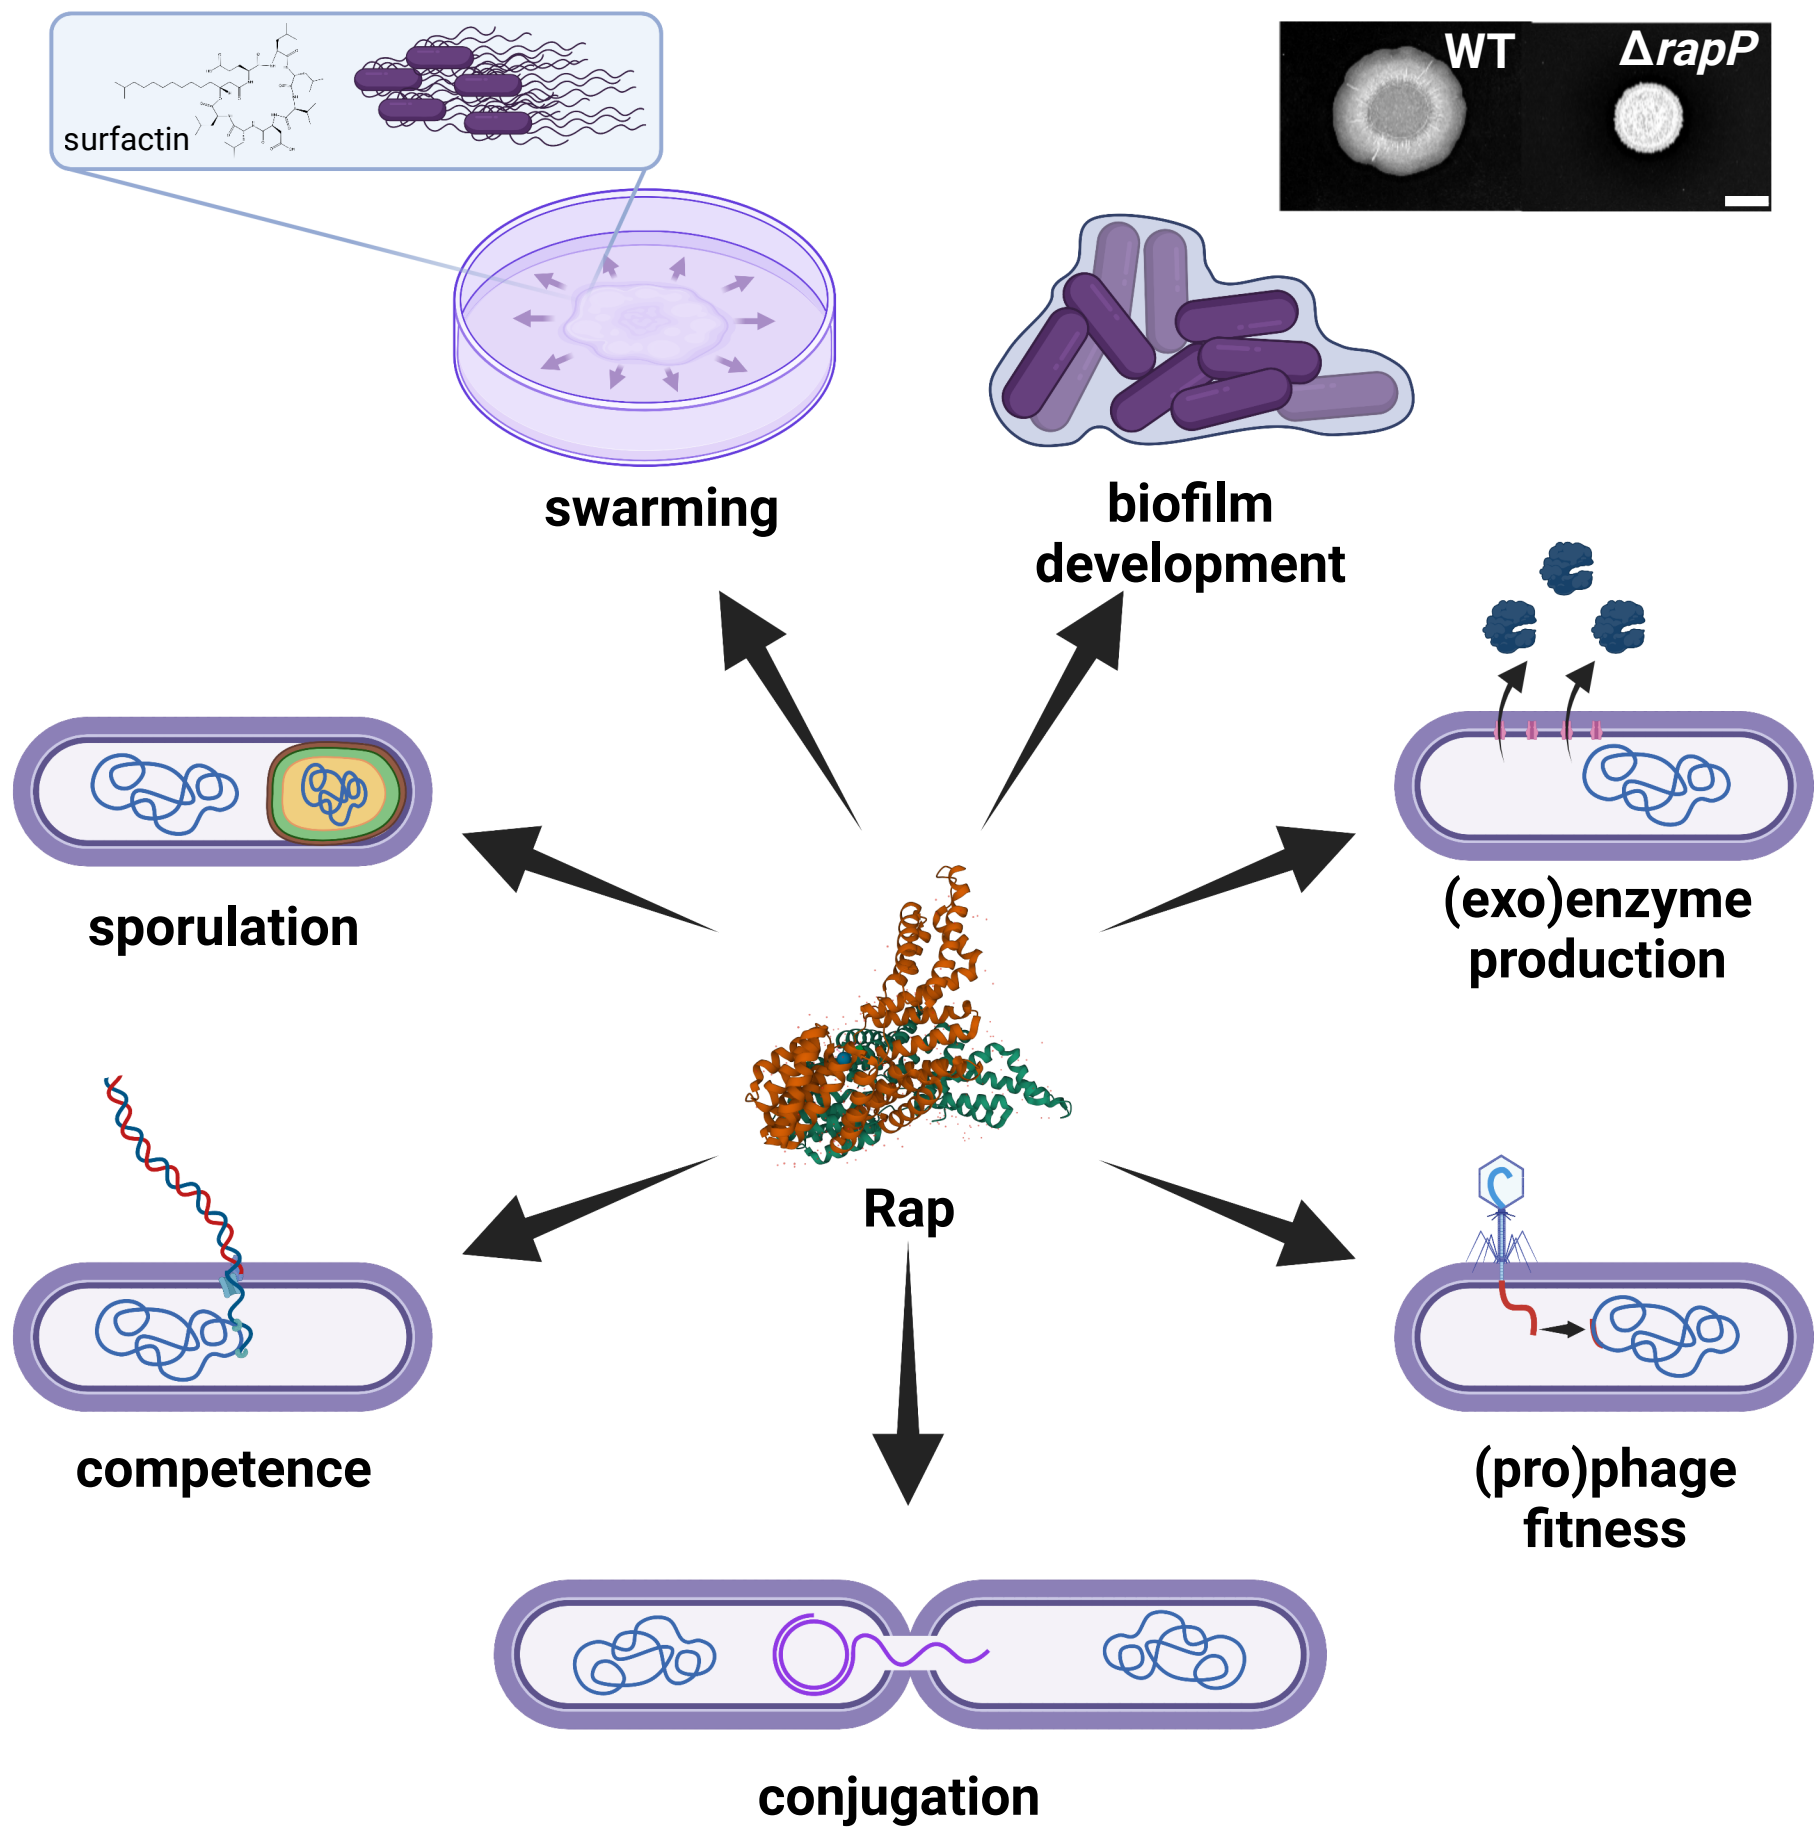 surfactin
WT
ΔrapP
swarming
biofilm
development
sporulation
(exo)enzyme
production
Rap
competence
(pro)phage
fitness
conjugation